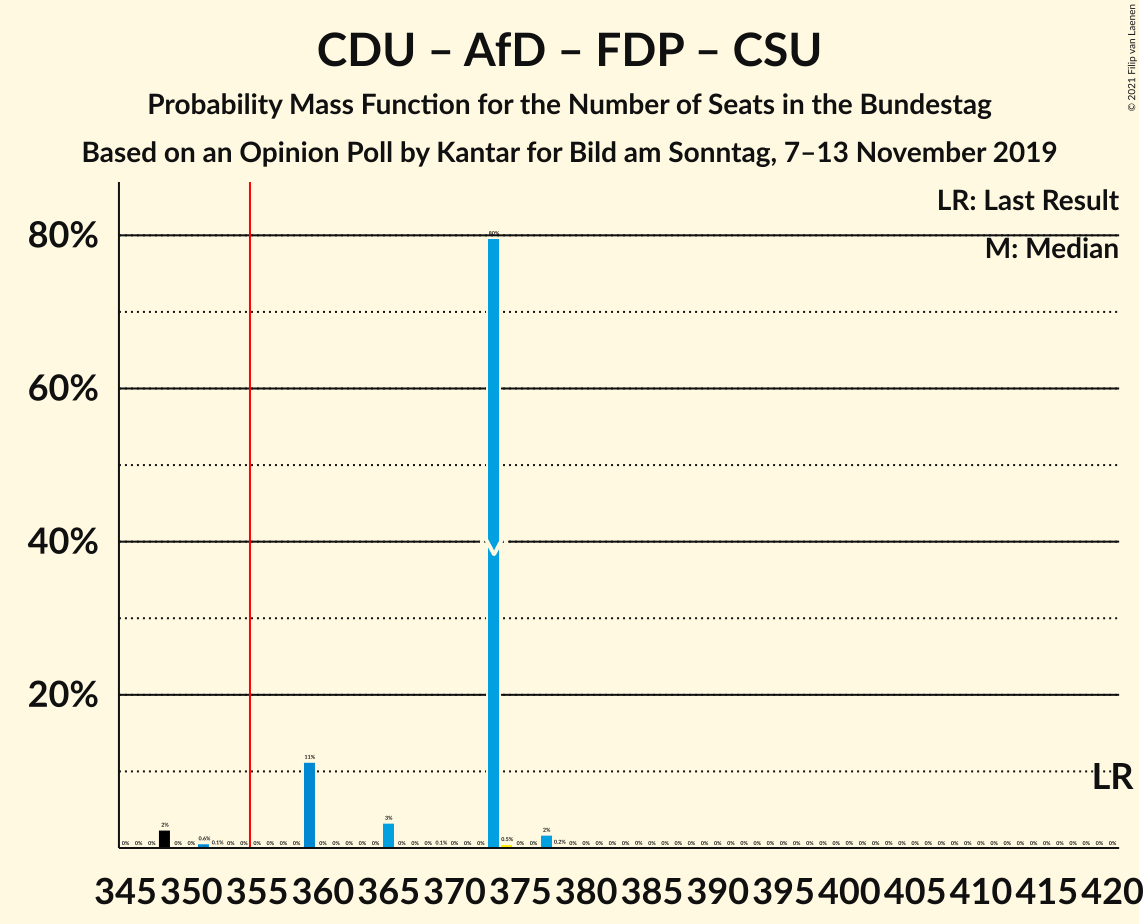 CDU – AfD – FDP – CSU
Probability Mass Function for the Number of Seats in the Bundestag
Based on an Opinion Poll by Kantar for Bild am Sonntag, 7–13 November 2019
© 2021 Filip van Laenen
LR: Last Result
M: Median
80%
60%
40%
20%
80%
11%
3%
2%
0.6%
0.1%
0.1%
0.5%
2%
0.2%
LR
345 350 355 360 365 370 375 380 385 390 395 400 405 410 415 420